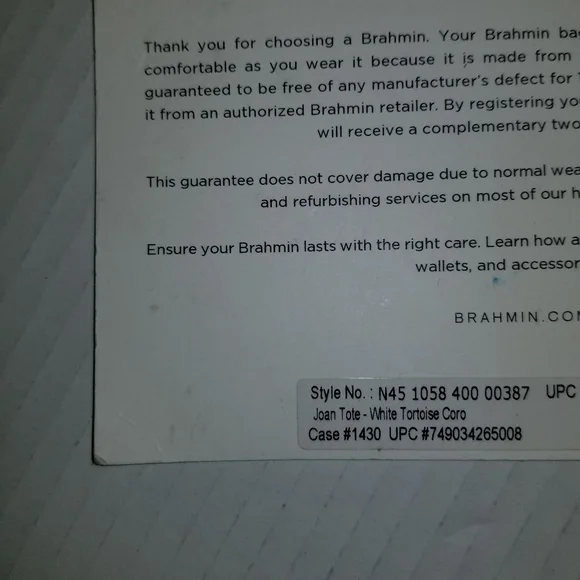 Thank you for choosing a Brahmin. Your Brahmin
comfortable as you wear it because it is made from
guaranteed to be free of any manufacturer's defect for
it from an authorized Brahmin retailer. By registering
will receive a complementary two
This guarantee does not cover damage due to normal
and refurbishing services on most of our
Ensure your Brahmin lasts with the right care. Learn how
wallets, and
BRAHMIN.COM
Style No. : N45 1058 400 00387 UPC
Joan Tote - White Tortoise Coro
Case #1430 UPC #749034265008